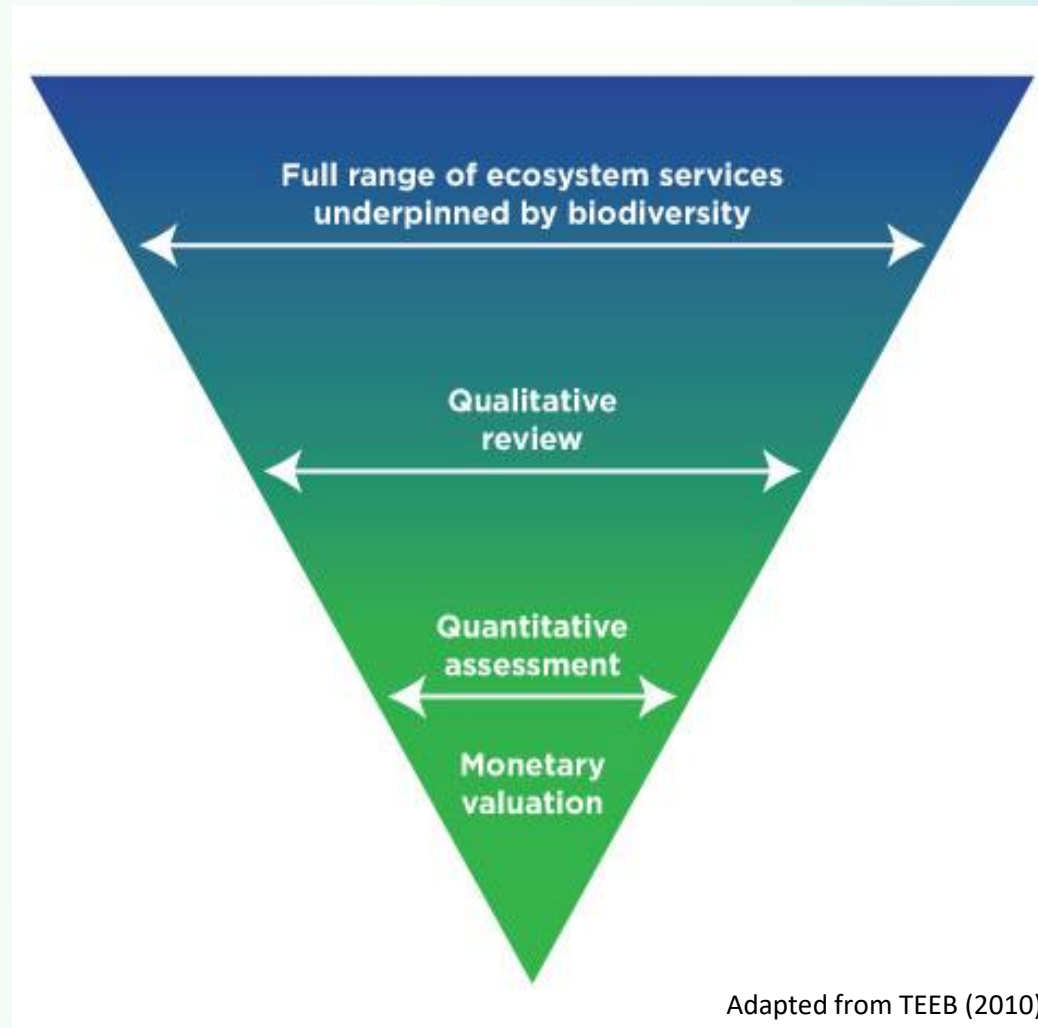 Full range of ecosystem services
underpinned by biodiversity
Qualitative
review
Quantitative
assessment
Monetary
valuation
Adapted from TEEB (2010)